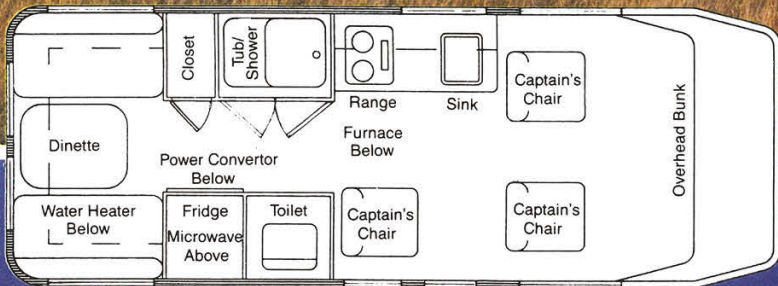 Closet
Tub/
Shower
Range
Sink
Captain's
Chair
Furnace
Below
Dinette
Power Convertor
Below
Overhead Bunk
Water Heater
Below
Fridge
Microwave
Above
Toilet
Captain's
Chair
Captain's
Chair